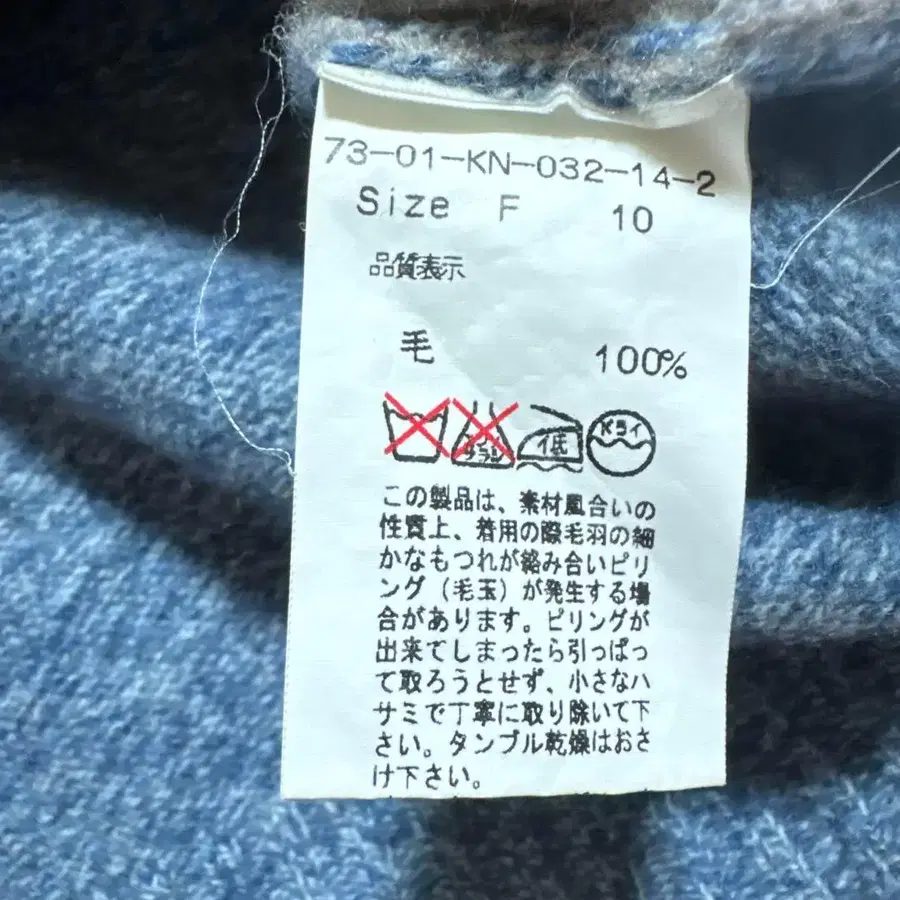 73-01-KN-032-14-2
Size F 10
品質表示
毛 100%
エンソサラシ 低 ドライ
この製品は、素材風合いの
性質上、着用の際毛羽の細
かなもつれが絡み合いピリ
ング（毛玉）が発生する場
合があります。ピリングが
出来てしまったら引っぱっ
て取ろうとせず、小さなハ
サミで丁寧に取り除いて下
さい。タンブル乾燥はおさ
け下さい。